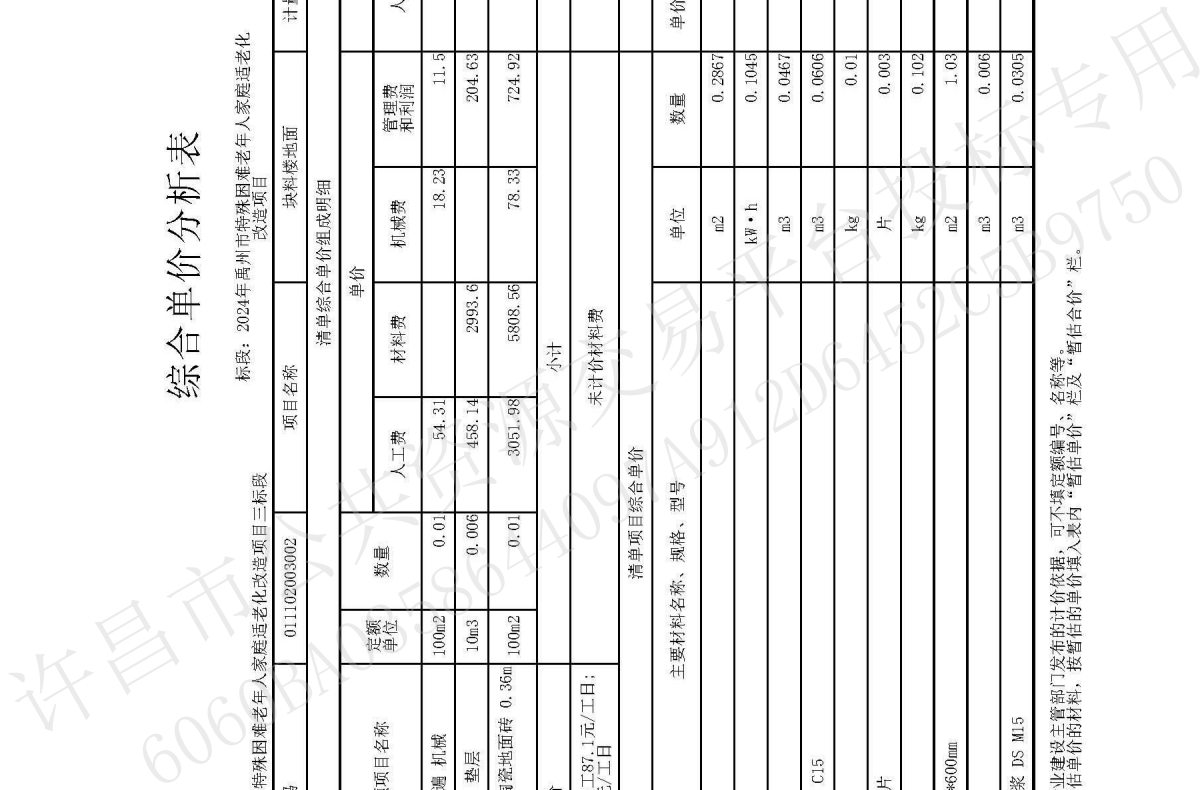 综合单价分析表
特殊困难老年人家庭适老化改造项目三标段
标段：2024年禹州市特殊困难老年人家庭适老化
改造项目
011102003002 项目名称 块料楼地面 计量
清单综合单价组成明细
项目名称 定额单位 数量 单价
人工费 材料费 机械费 管理费和利润 人
遍 机械 100m2 0.01 54.31 18.23 11.5
垫层 10m3 0.006 458.14 2993.6 204.63
陶瓷地面砖 0.36m 100m2 0.01 3051.98 5808.56 78.33 724.92
小计
工87.1元/工日; 未计价材料费
元/工日
清单项目综合单价
主要材料名称、规格、型号 单位 数量 单价
m2 0.2867
kW·h 0.1045
m3 0.0467
C15 m3 0.0606
kg 0.01
片 片 0.003
kg 0.102
*600mm m2 1.03
m3 0.006
浆 DS M15 m3 0.0305
业建设主管部门发布的计价依据，可不填定额编号、名称等。
估单价的材料，按暂估的单价填入表内“暂估单价”栏及“暂估合价”栏。
许昌市公共资源交易平台投标专用
6069BA0358644097A912D6452C5B9750